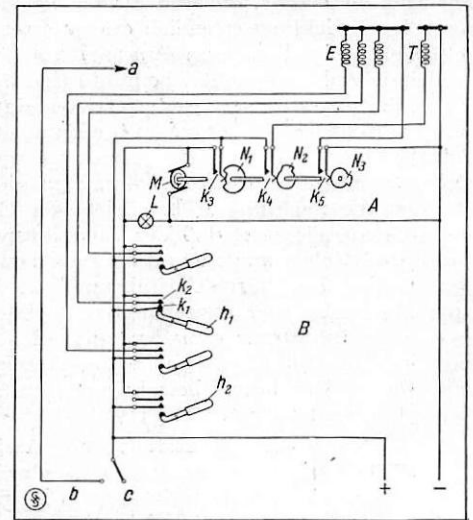 E T
a
N₁ N₂ N₃
M k₃ k₄ k₅
L A
k₂
k₁ h₁
B
h₂
b c + −